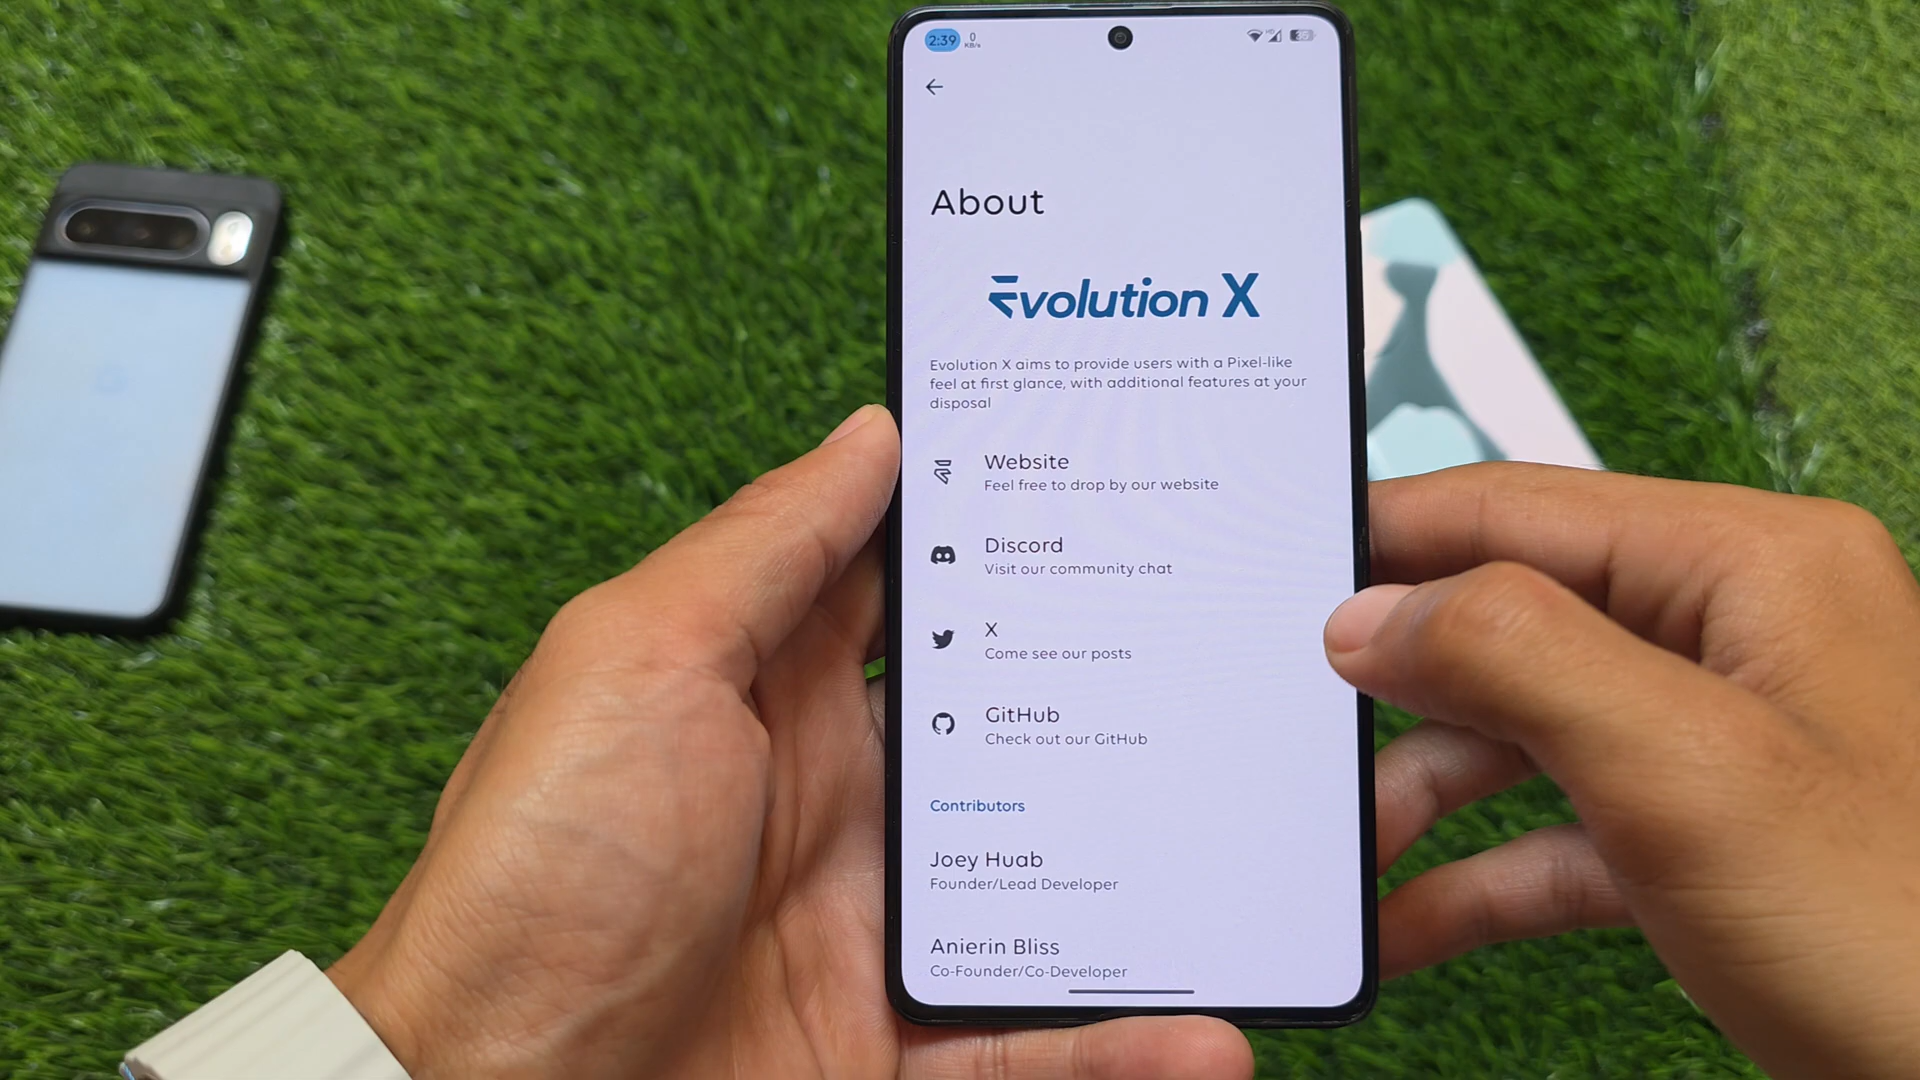 2:39
0
KB/s
About
Evolution X
Evolution X aims to provide users with a Pixel-like
feel at first glance, with additional features at your
disposal
Website
Feel free to drop by our website
Discord
Visit our community chat
X
Come see our posts
GitHub
Check out our GitHub
Contributors
Joey Huab
Founder/Lead Developer
Anierin Bliss
Co-Founder/Co-Developer